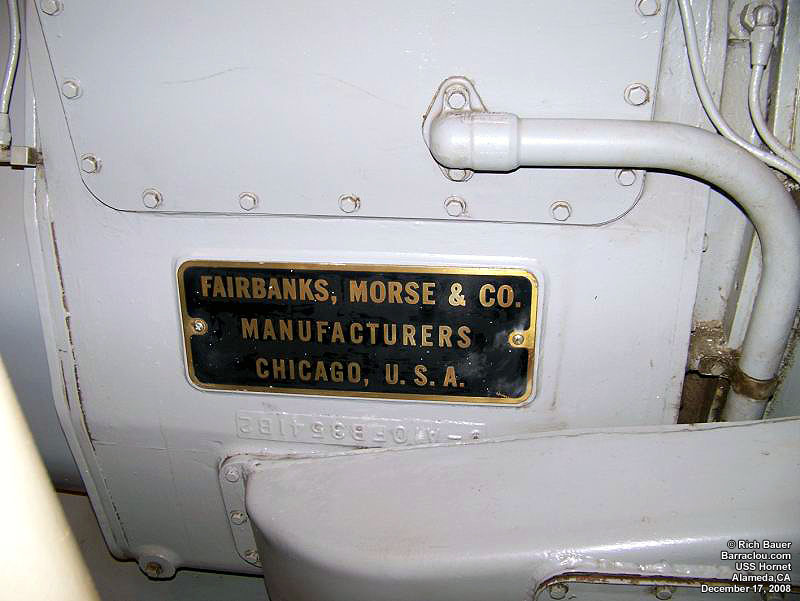 FAIRBANKS, MORSE & CO.
MANUFACTURERS
CHICAGO, U.S.A.
© Rich Bauer
Barraclou.com
USS Hornet
Alameda,CA
December 17, 2008